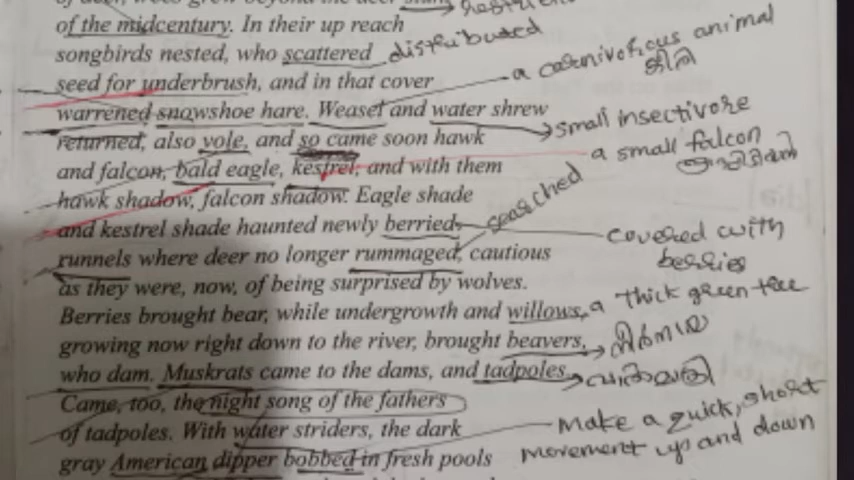 of the midcentury. In their up reach
songbirds nested, who scattered distributed
seed for underbrush, and in that cover
a carnivorous animal
warrened snowshoe hare. Weasel and water shrew
small insectivore
returned, also vole, and so came soon hawk
a small falcon
and falcon, bald eagle, kestrel, and with them
hawk shadow, falcon shadow. Eagle shade
searched
and kestrel shade haunted newly berried
covered with
berries
runnels where deer no longer rummaged, cautious
as they were, now, of being surprised by wolves.
Berries brought bear, while undergrowth and willows, a thick green tree
growing now right down to the river, brought beavers,
who dam. Muskrats came to the dams, and tadpoles
Came, too, the night song of the fathers
of tadpoles. With water striders, the dark
Make a quick, short
movement up and down
gray American dipper bobbed in fresh pools